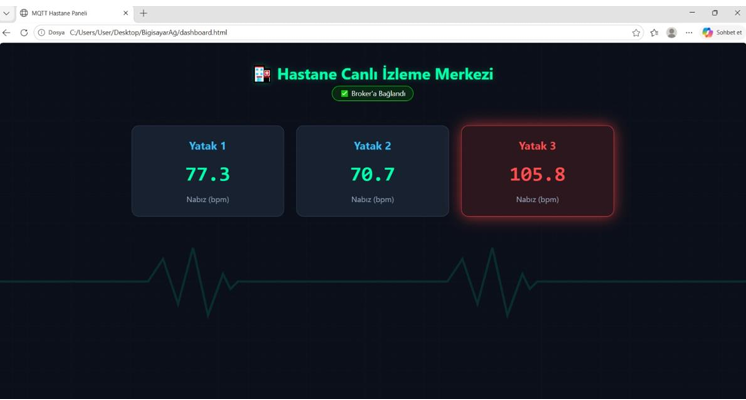 MQTT Hastane Paneli
Dosya C:/Users/User/Desktop/BigisayarAğ/dashboard.html
Sohbet et
Hastane Canlı İzleme Merkezi
Broker'a Bağlandı
Yatak 1
77.3
Nabız (bpm)
Yatak 2
70.7
Nabız (bpm)
Yatak 3
105.8
Nabız (bpm)